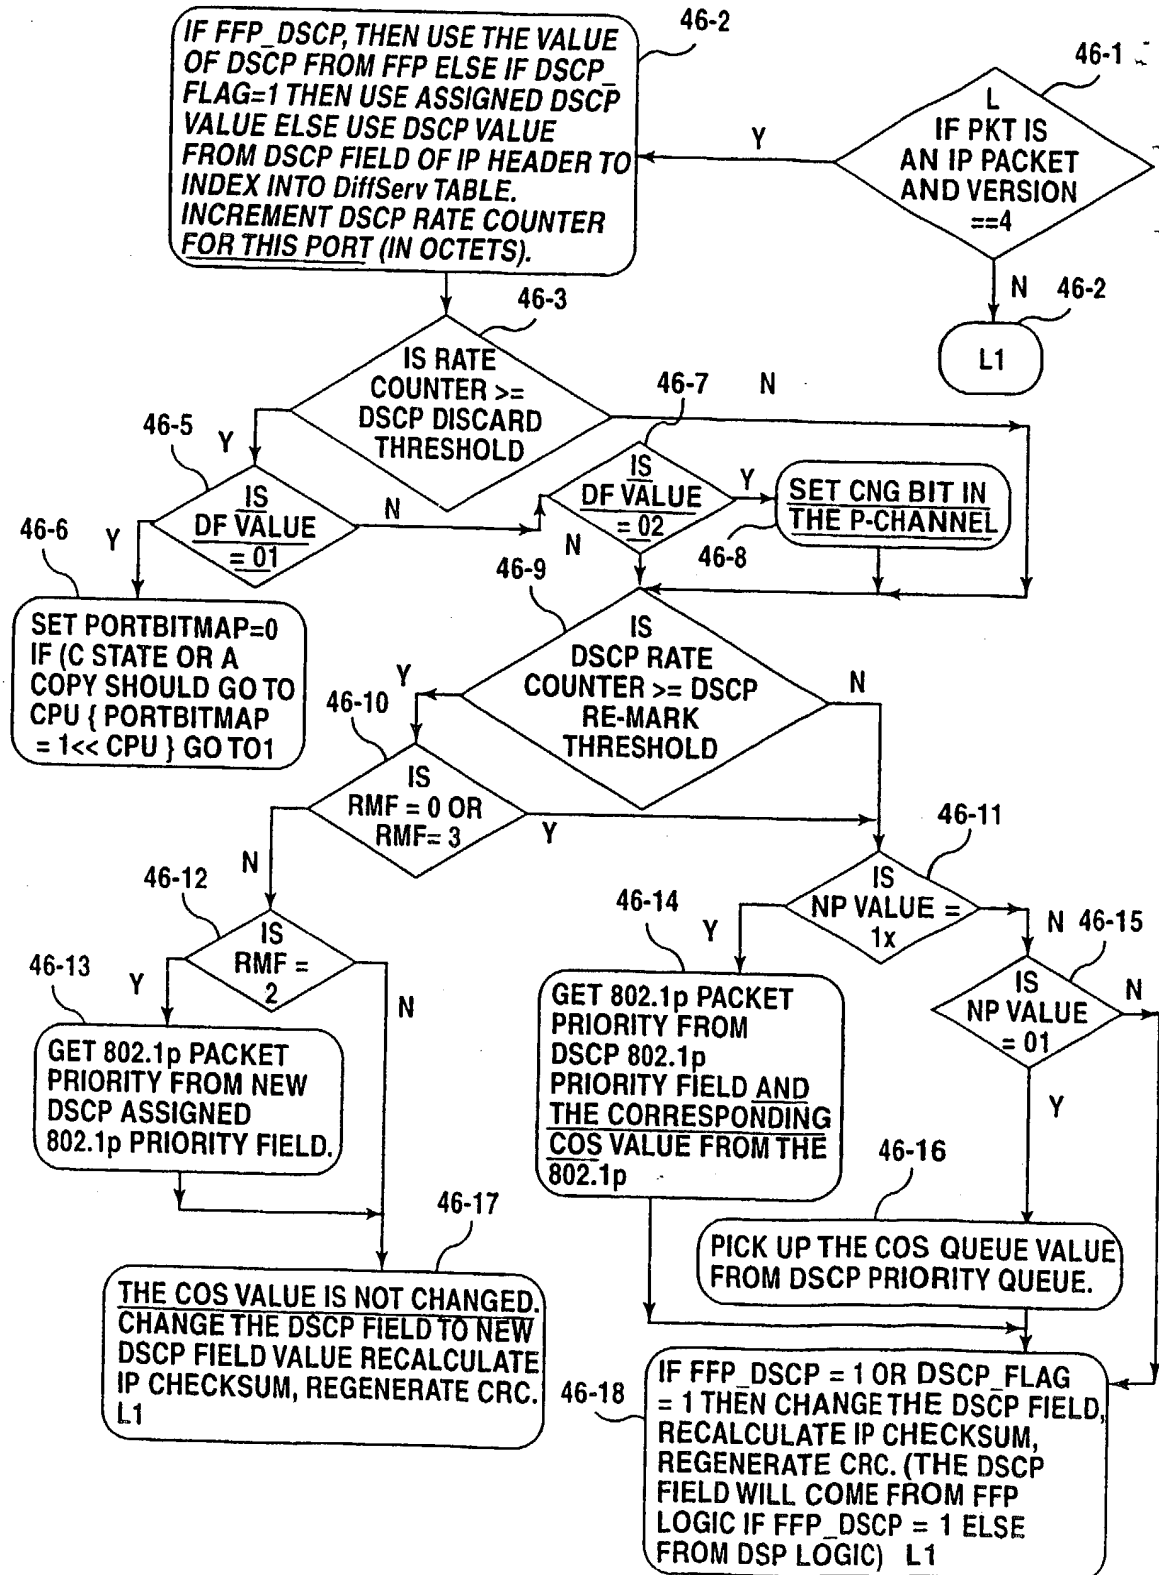 46-2
IF FFP_DSCP, THEN USE THE VALUE
OF DSCP FROM FFP ELSE IF DSCP_
FLAG=1 THEN USE ASSIGNED DSCP
VALUE ELSE USE DSCP VALUE
FROM DSCP FIELD OF IP HEADER TO
INDEX INTO DiffServ TABLE.
INCREMENT DSCP RATE COUNTER
FOR THIS PORT (IN OCTETS).
46-1
L
IF PKT IS
AN IP PACKET
AND VERSION
==4
Y
N
46-2
L1
46-3
IS RATE
COUNTER >=
DSCP DISCARD
THRESHOLD
Y
N
46-5
IS
DF VALUE
= 01
Y
N
46-7
IS
DF VALUE
= 02
Y
N
46-8
SET CNG BIT IN
THE P-CHANNEL
46-6
SET PORTBITMAP=0
IF (C STATE OR A
COPY SHOULD GO TO
CPU { PORTBITMAP
= 1<< CPU } GO TO1
46-9
IS
DSCP RATE
COUNTER >= DSCP
RE-MARK
THRESHOLD
Y
N
46-10
IS
RMF = 0 OR
RMF= 3
N
Y
46-11
IS
NP VALUE =
1x
Y
N
46-12
IS
RMF =
2
Y
N
46-13
GET 802.1p PACKET
PRIORITY FROM NEW
DSCP ASSIGNED
802.1p PRIORITY FIELD.
46-14
GET 802.1p PACKET
PRIORITY FROM
DSCP 802.1p
PRIORITY FIELD AND
THE CORRESPONDING
COS VALUE FROM THE
802.1p
46-15
IS
NP VALUE
= 01
N
Y
46-16
PICK UP THE COS QUEUE VALUE
FROM DSCP PRIORITY QUEUE.
46-17
THE COS VALUE IS NOT CHANGED.
CHANGE THE DSCP FIELD TO NEW
DSCP FIELD VALUE RECALCULATE
IP CHECKSUM, REGENERATE CRC.
L1
46-18
IF FFP_DSCP = 1 OR DSCP_FLAG
= 1 THEN CHANGE THE DSCP FIELD,
RECALCULATE IP CHECKSUM,
REGENERATE CRC. (THE DSCP
FIELD WILL COME FROM FFP
LOGIC IF FFP_DSCP = 1 ELSE
FROM DSP LOGIC) L1